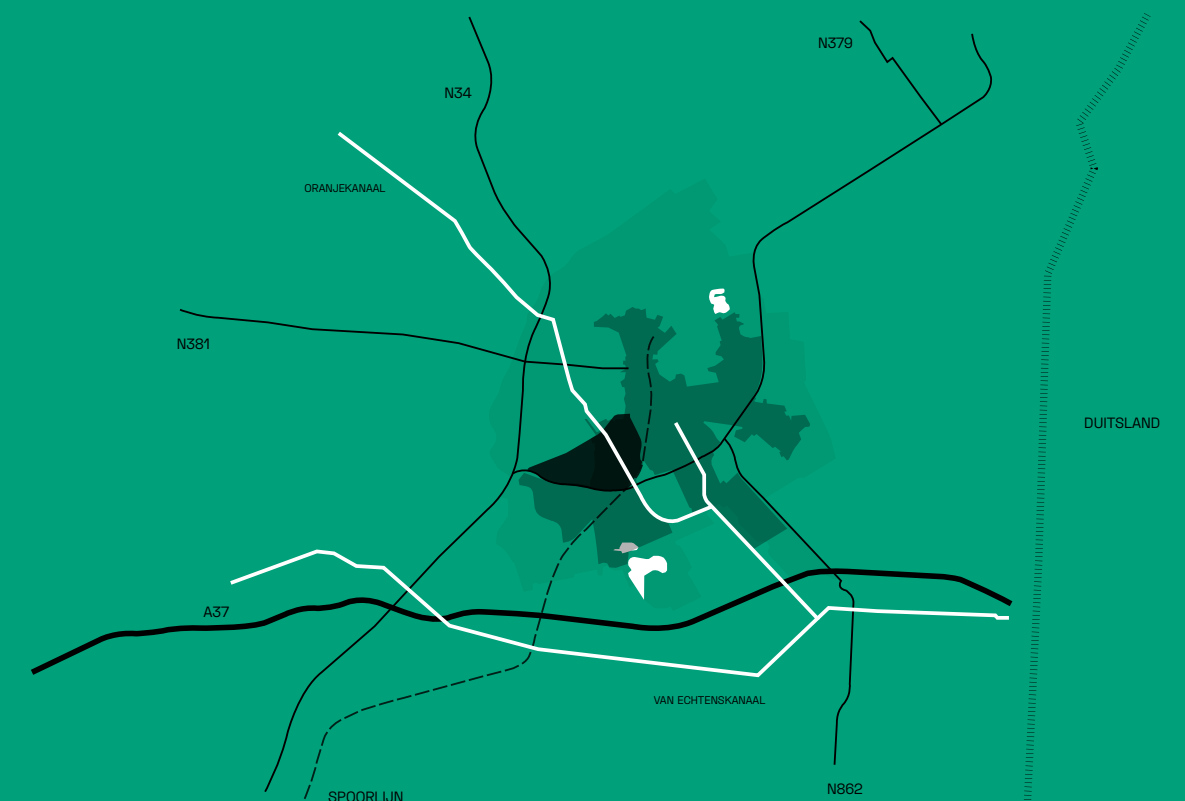 N379
N34
ORANJEKANAAL
N381
DUITSLAND
A37
VAN ECHTENSKANAAL
N862
SPOORLIJN